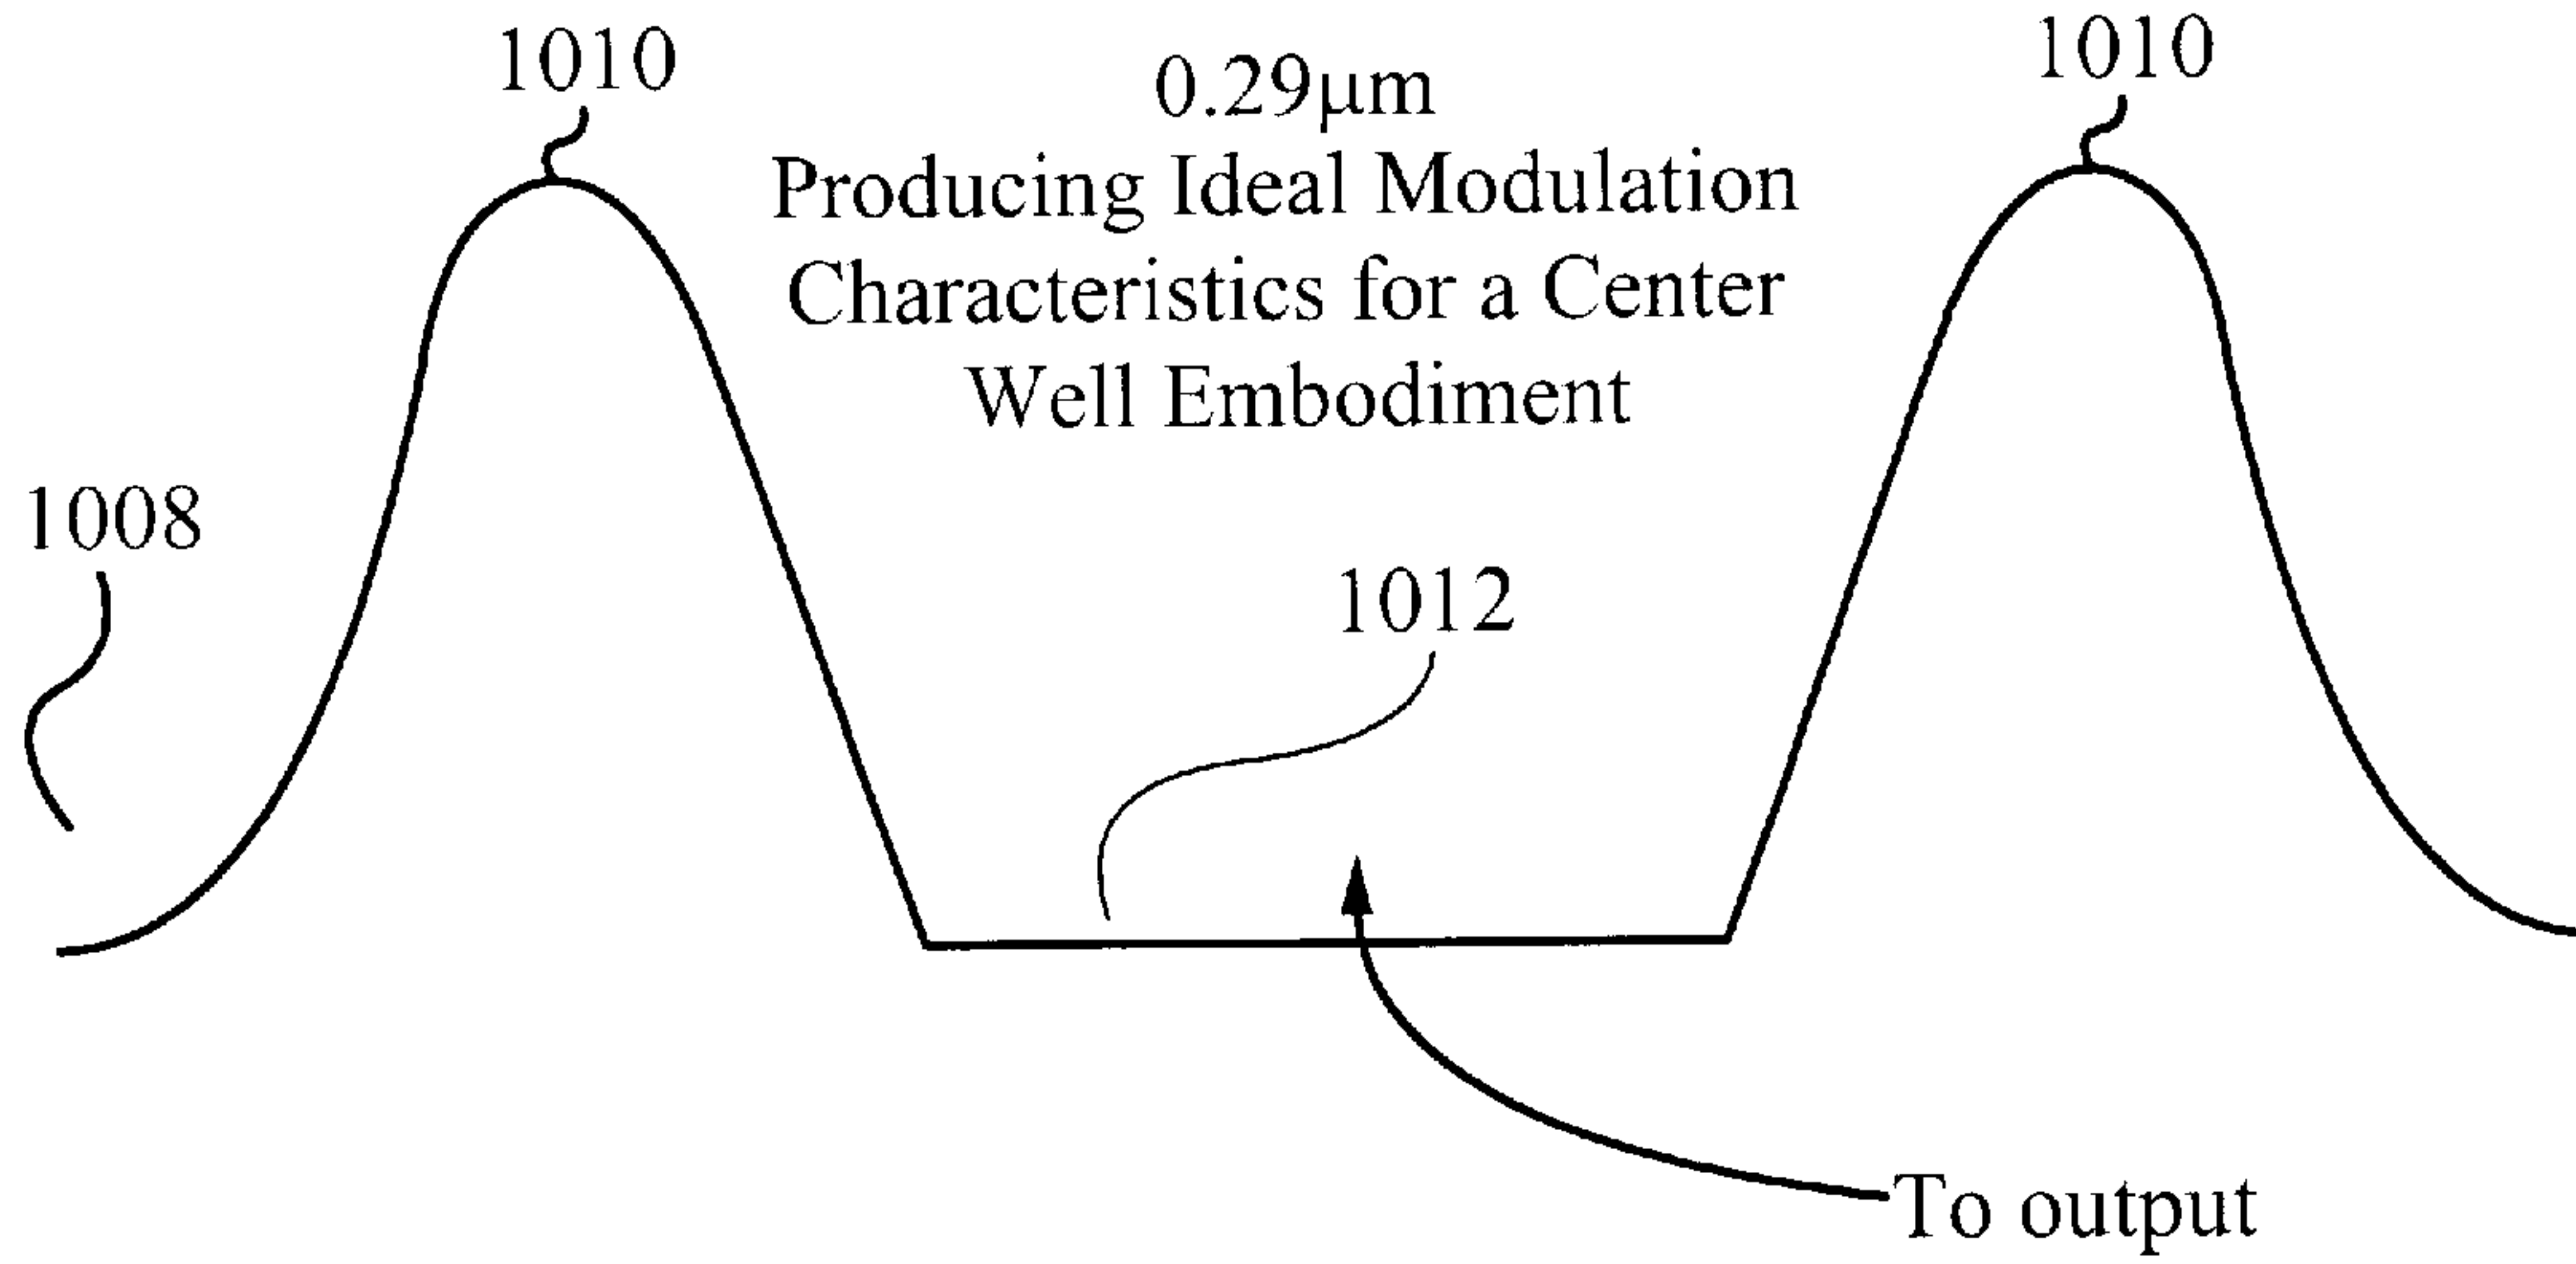 1010
1010
0.29μm
Producing Ideal Modulation
Characteristics for a Center
Well Embodiment
1008
1012
To output